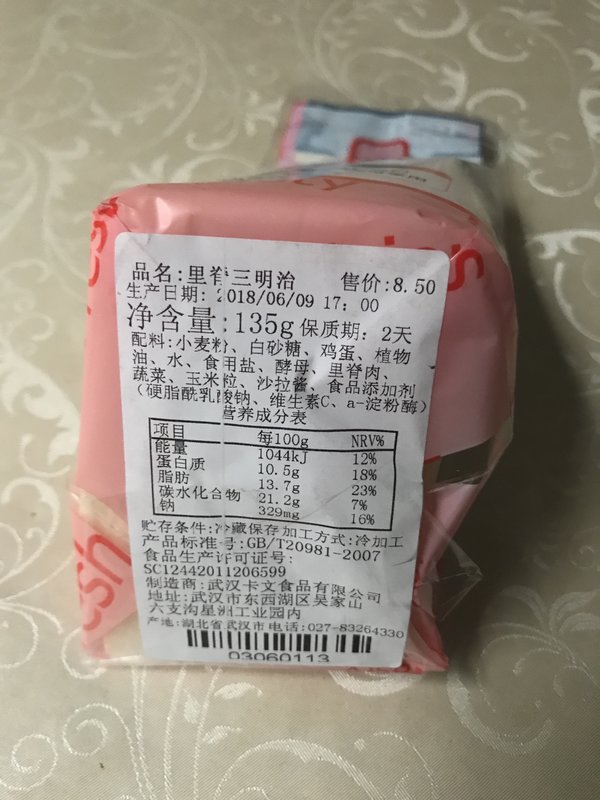 品名:里脊三明治 售价:8.50
生产日期: 2018/06/09 17: 00
净含量:135g 保质期: 2天
配料:小麦粉、白砂糖、鸡蛋、植物
油、水、食用盐、酵母、里脊肉、
蔬菜、玉米粒、沙拉酱、食品添加剂
（硬脂酰乳酸钠、维生素C、a-淀粉酶）
营养成分表
项目 每100g NRV%
能量 1044kJ 12%
蛋白质 10.5g 18%
脂肪 13.7g 23%
碳水化合物 21.2g 7%
钠 329mg 16%
贮存条件:冷藏保存加工方式:冷加工
产品标准号:GB/T20981-2007
食品生产许可证号:
SC12442011206599
制造商:武汉卡文食品有限公司
地址:武汉市东西湖区吴家山
六支沟星洲工业园内
产地:湖北省武汉市电话:027-83264330
03060113